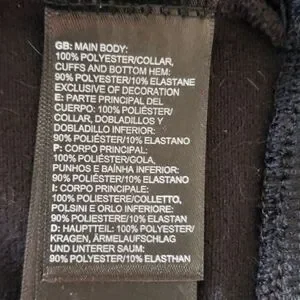 GB: MAIN BODY:
100% POLYESTER/COLLAR,
CUFFS AND BOTTOM HEM:
90% POLYESTER/10% ELASTANE
EXCLUSIVE OF DECORATION
E: PARTE PRINCIPAL DEL
CUERPO: 100% POLIÉSTER/
COLLAR, DOBLADILLOS Y
DOBLADILLO INFERIOR:
90% POLIÉSTER/10% ELASTANO
P: CORPO PRINCIPAL:
100% POLIÉSTER/GOLA,
PUNHOS E BAÍNHA INFERIOR:
90% POLIÉSTER/10% ELASTANO
I: CORPO PRINCIPALE:
100% POLIESTERE/COLLETTO,
POLSINI E ORLO INFERIORE:
90% POLIESTERE/10% ELASTAN
D: HAUPTTEIL: 100% POLYESTER/
KRAGEN, ÄRMELAUFSCHLAG
UND UNTERER SAUM:
90% POLYESTER/10% ELASTHAN